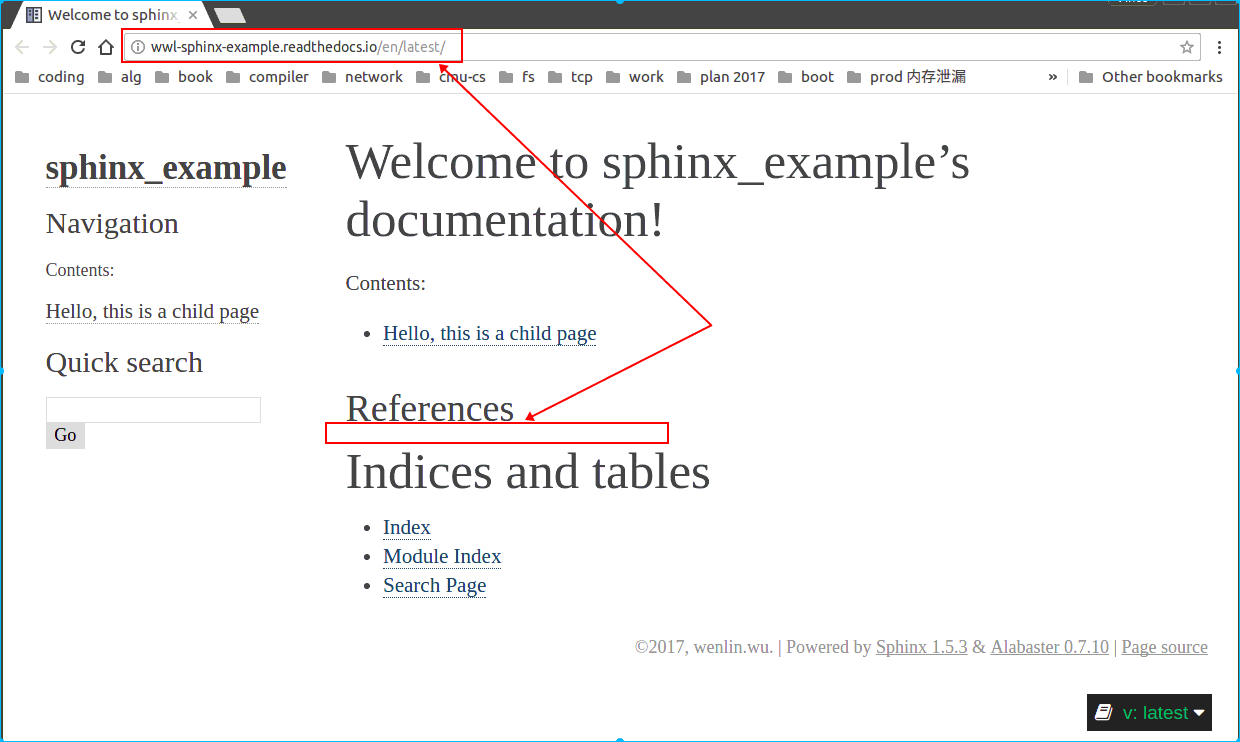 Welcome to sphinx
wwl-sphinx-example.readthedocs.io/en/latest/
coding alg book compiler network cmu-cs fs tcp work plan 2017 boot prod 内存泄漏 » Other bookmarks
sphinx_example
Navigation
Contents:
Hello, this is a child page
Quick search
Go
Welcome to sphinx_example’s
documentation!
Contents:
Hello, this is a child page
References
Indices and tables
Index
Module Index
Search Page
©2017, wenlin.wu. | Powered by Sphinx 1.5.3 & Alabaster 0.7.10 | Page source
v: latest